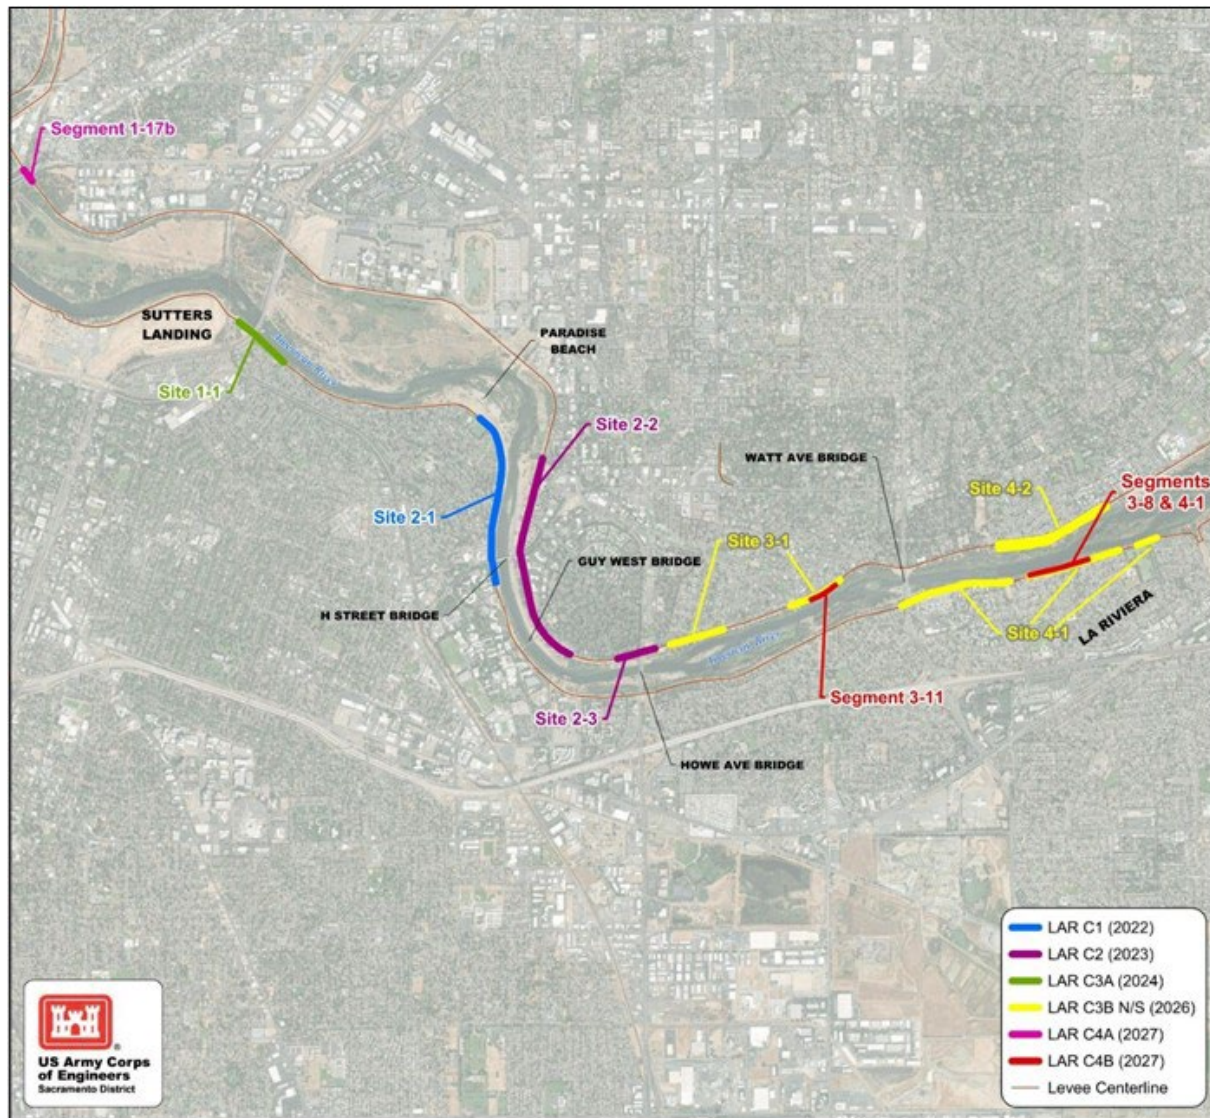 Segment 1-17b
SUTTERS
LANDING
PARADISE
BEACH
American River
Site 1-1
Site 2-2
WATT AVE BRIDGE
Site 4-2
Segments
3-8 & 4-1
Site 2-1
Site 3-1
GUY WEST BRIDGE
H STREET BRIDGE
LA RIVIERA
Site 4-1
American River
Segment 3-11
Site 2-3
HOWE AVE BRIDGE
LAR C1 (2022)
LAR C2 (2023)
LAR C3A (2024)
LAR C3B N/S (2026)
LAR C4A (2027)
LAR C4B (2027)
Levee Centerline
®
US Army Corps
of Engineers
Sacramento District